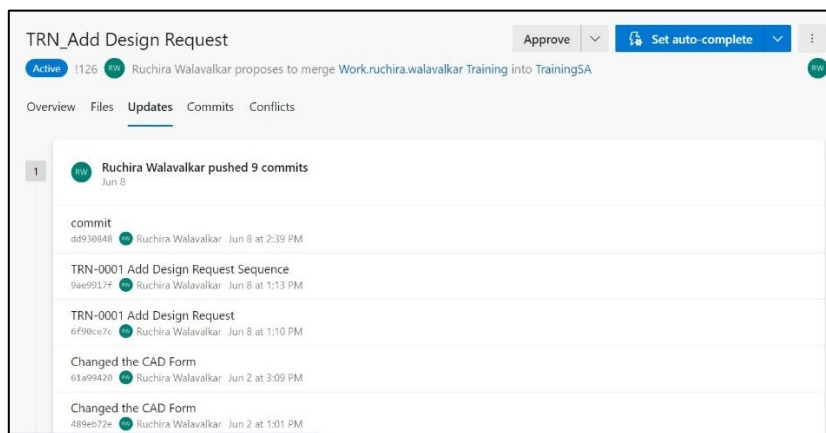 TRN_Add Design Request
Approve
Set auto-complete
Active !126 RW Ruchira Walavalkar proposes to merge Work.ruchira.walavalkar Training into TrainingSA
RW
Overview Files Updates Commits Conflicts
1
RW Ruchira Walavalkar pushed 9 commits
Jun 8
commit
dd930848 RW Ruchira Walavalkar Jun 8 at 2:39 PM
TRN-0001 Add Design Request Sequence
9ae9917f RW Ruchira Walavalkar Jun 8 at 1:13 PM
TRN-0001 Add Design Request
6f90ce7c RW Ruchira Walavalkar Jun 8 at 1:10 PM
Changed the CAD Form
61a99420 RW Ruchira Walavalkar Jun 2 at 3:09 PM
Changed the CAD Form
489eb72e RW Ruchira Walavalkar Jun 2 at 1:01 PM